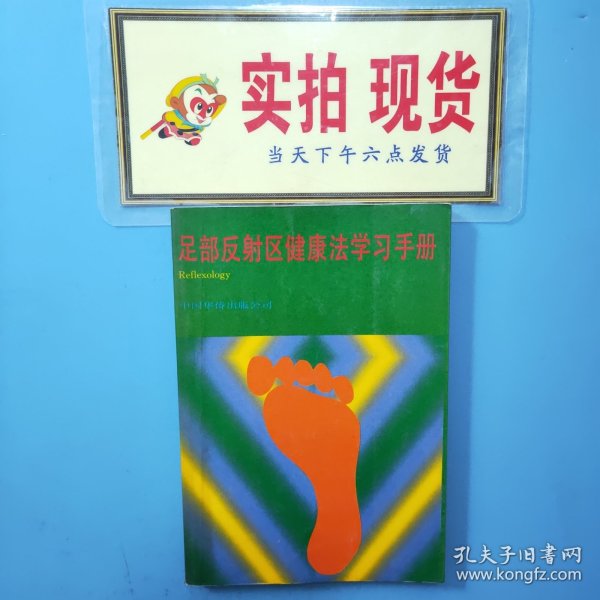 实拍 现货
当天下午六点发货
足部反射区健康法学习手册
Reflexology
中国华侨出版公司
孔夫子旧书网
www.kongfz.com